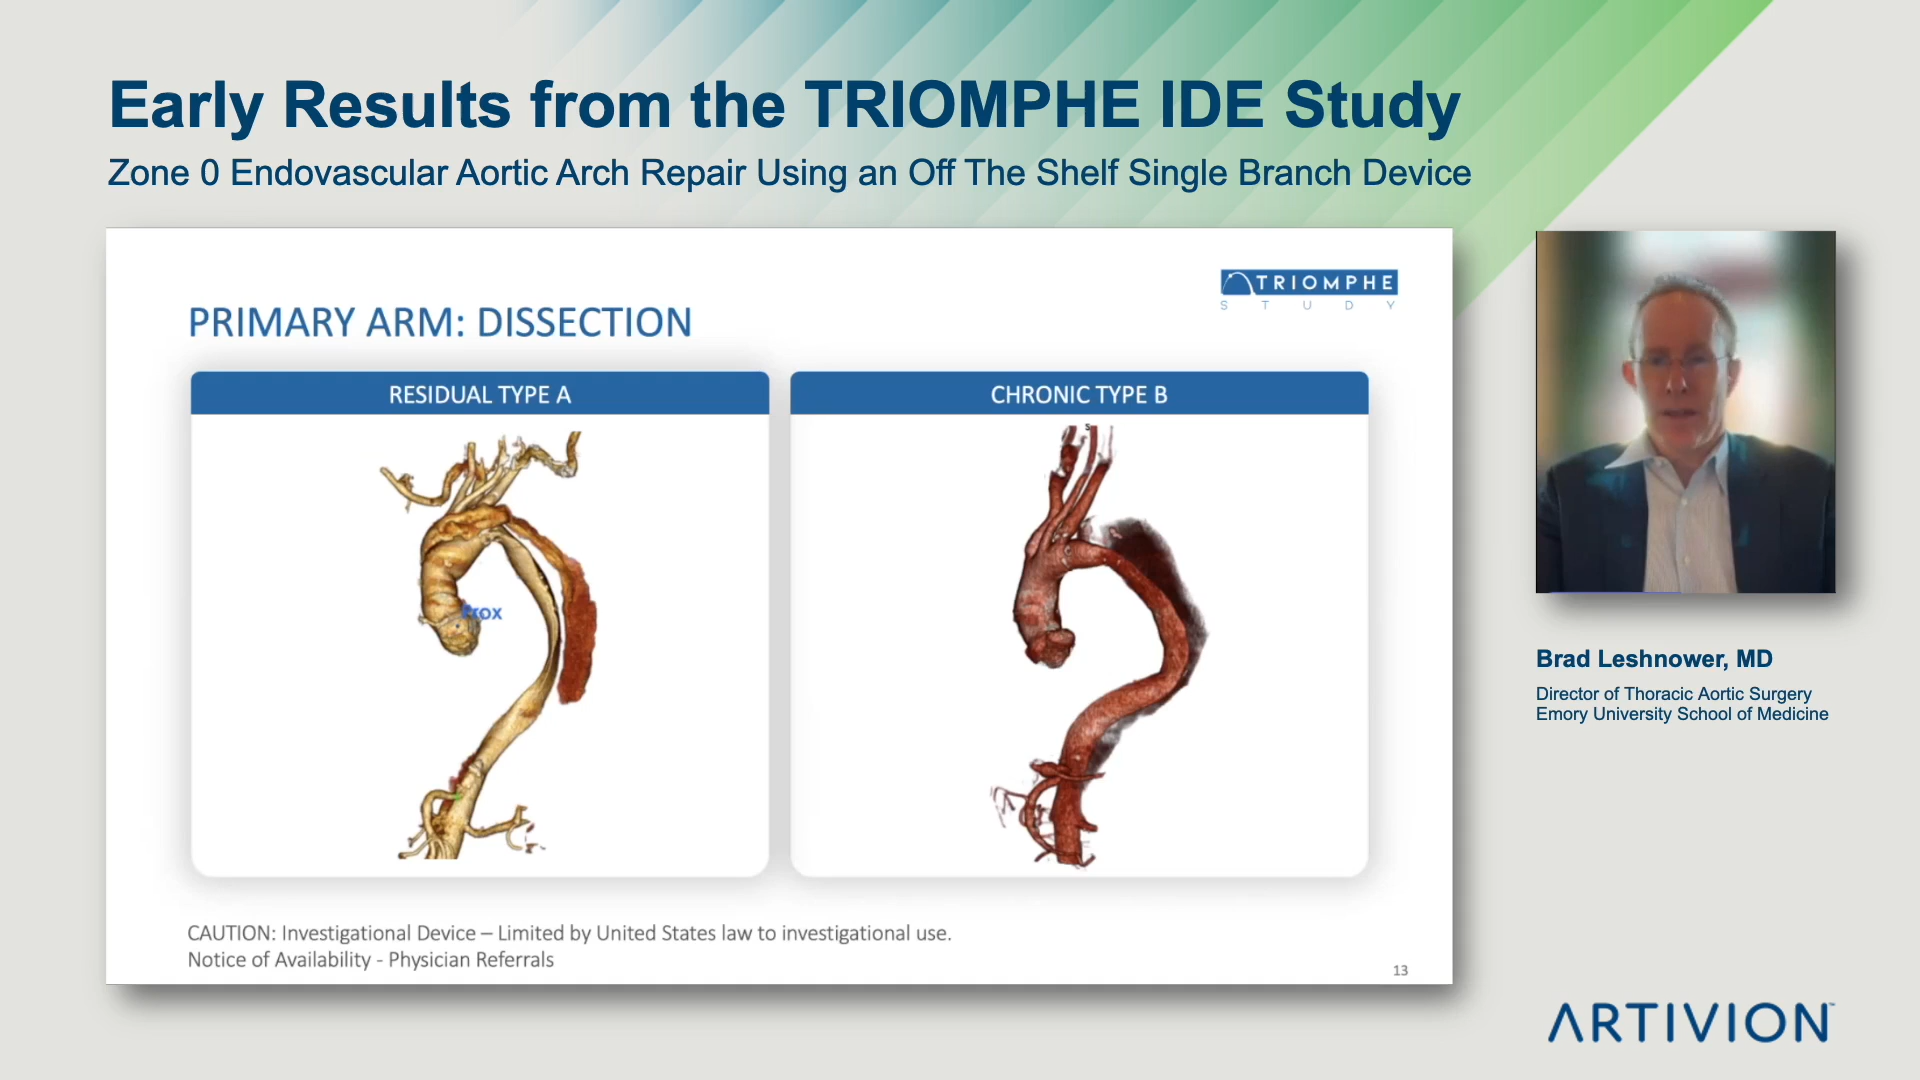 Early Results from the TRIOMPHE IDE Study
Zone 0 Endovascular Aortic Arch Repair Using an Off The Shelf Single Branch Device
TRIOMPHE
STUDY
PRIMARY ARM: DISSECTION
RESIDUAL TYPE A
CHRONIC TYPE B
S
Prox
CAUTION: Investigational Device – Limited by United States law to investigational use.
Notice of Availability - Physician Referrals
13
Brad Leshnower, MD
Director of Thoracic Aortic Surgery
Emory University School of Medicine
ARTIVION™